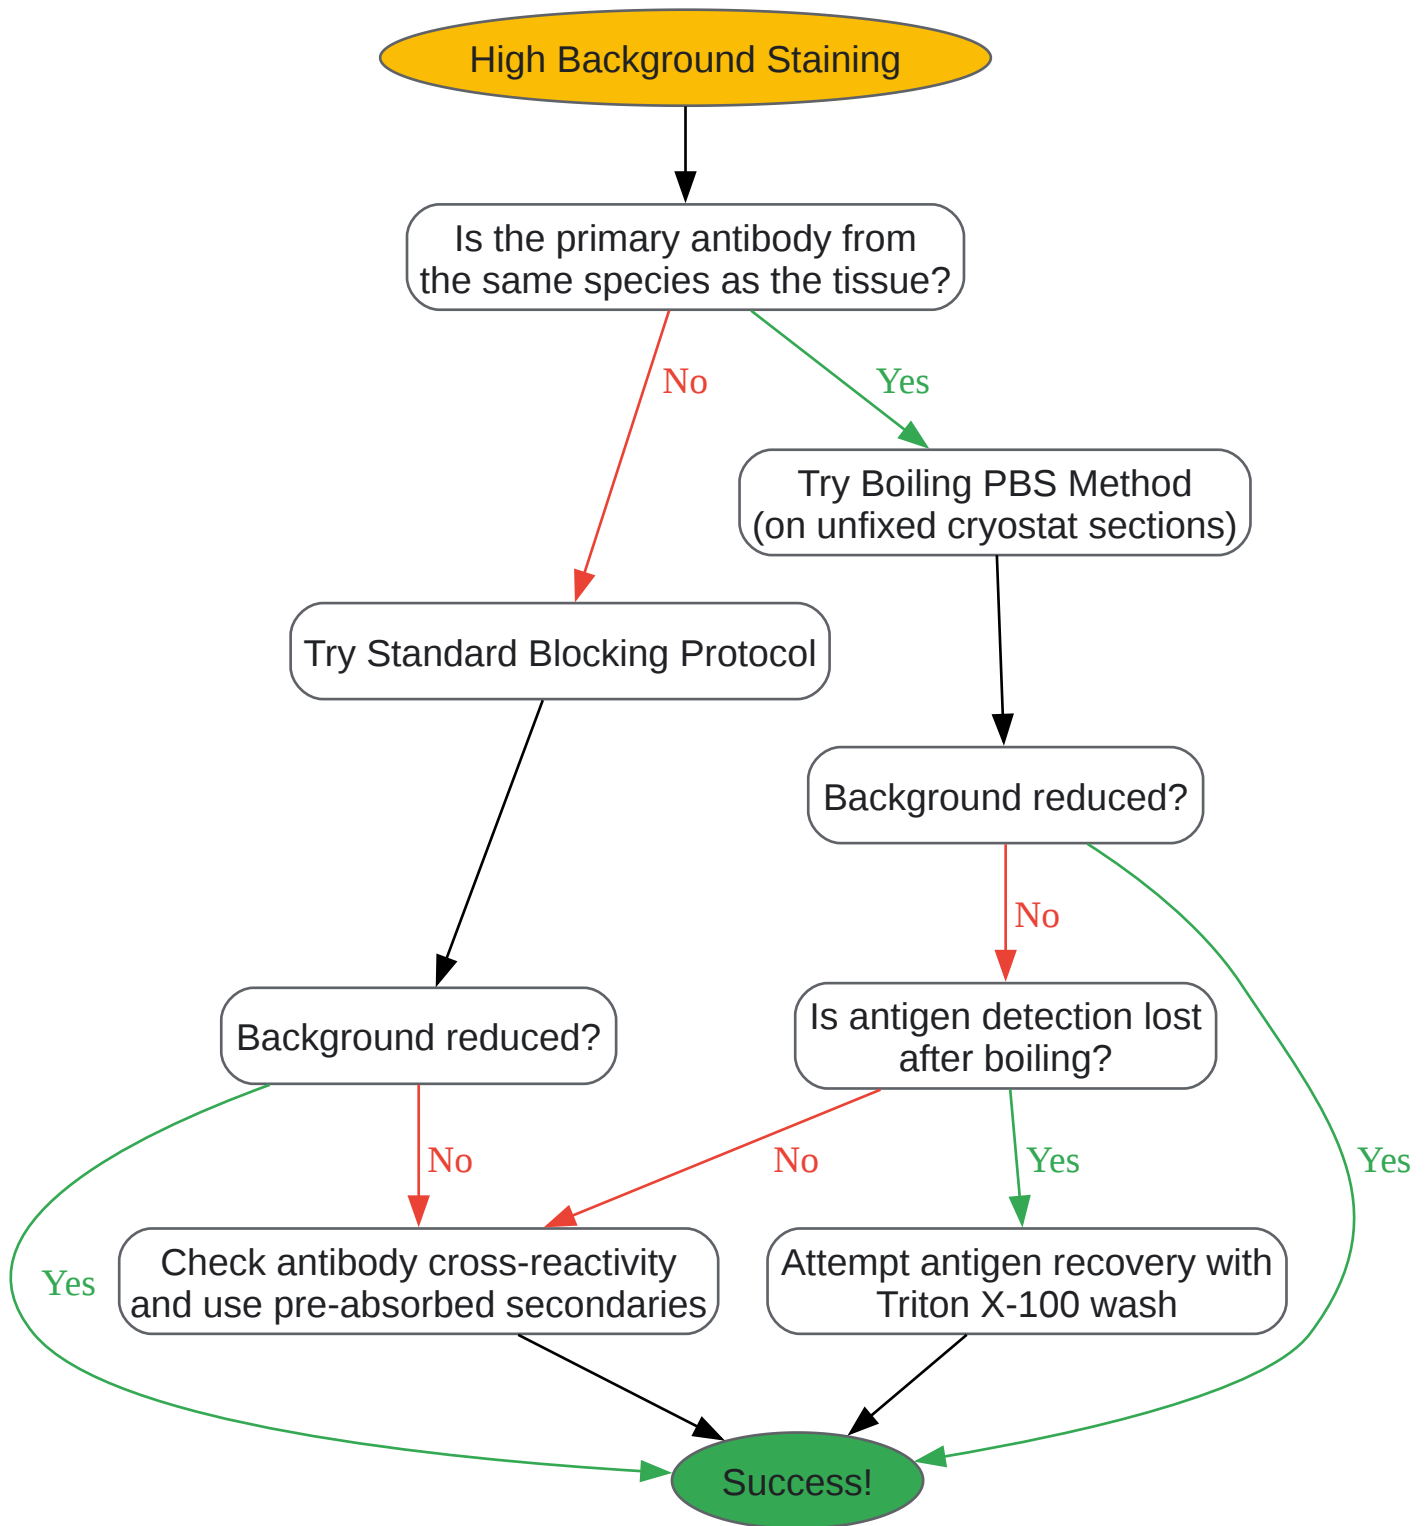 High Background Staining
Is the primary antibody from
the same species as the tissue?
No
Yes
Try Boiling PBS Method
(on unfixed cryostat sections)
Try Standard Blocking Protocol
Background reduced?
No
Background reduced?
Is antigen detection lost
after boiling?
No
No
Yes
Yes
Check antibody cross-reactivity
and use pre-absorbed secondaries
Attempt antigen recovery with
Triton X-100 wash
Yes
Success!